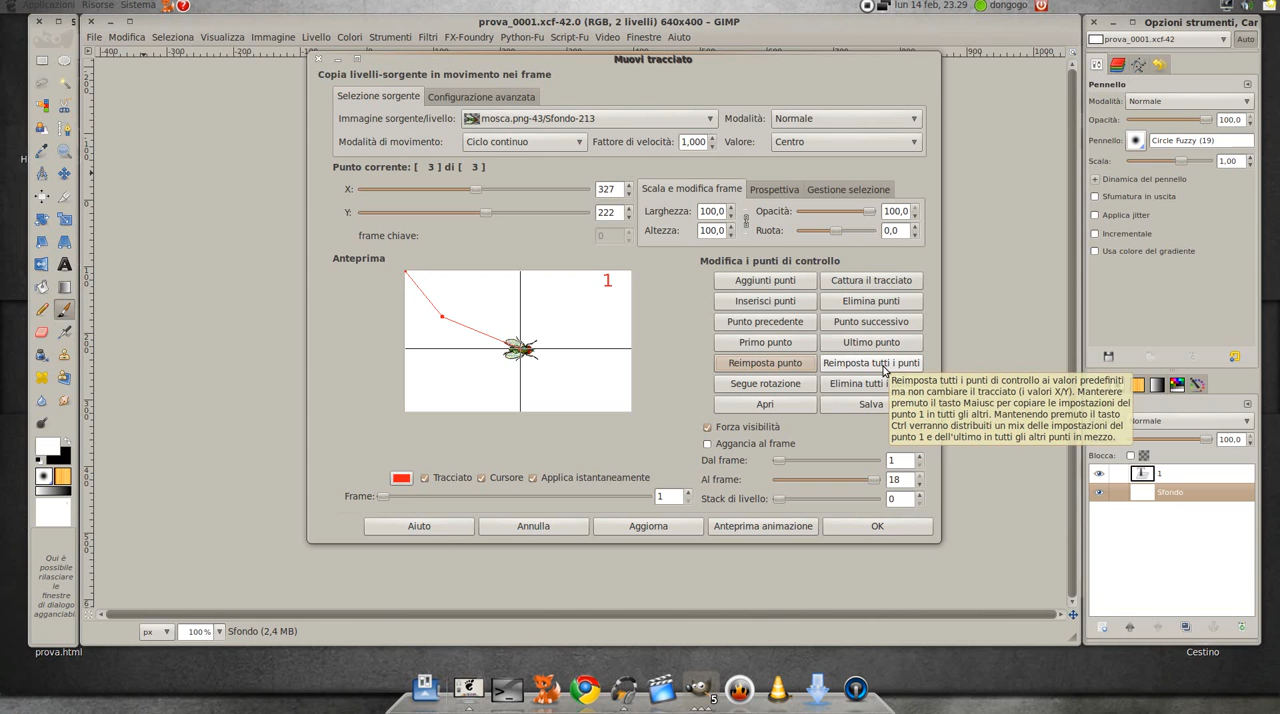 Applicazioni Risorse Sistema lun 14 feb, 23.29 dongogo
prova_0001.xcf-42.0 (RGB, 2 livelli) 640x400 – GIMP
Opzioni strumenti, Car
File Modifica Seleziona Visualizza Immagine Livello Colori Strumenti Filtri FX-Foundry Python-Fu Script-Fu Video Finestre Aiuto
prova_0001.xcf-42 Auto
Muovi tracciato
Copia livelli-sorgente in movimento nei frame
Selezione sorgente Configurazione avanzata
Immagine sorgente/livello: mosca.png-43/Sfondo-213 Modalità: Normale
Modalità di movimento: Ciclo continuo Fattore di velocità: 1,000 Valore: Centro
Punto corrente: [ 3 ] di [ 3 ]
X: 327
Y: 222
frame chiave: 0
Scala e modifica frame Prospettiva Gestione selezione
Larghezza: 100,0 Opacità: 100,0
Altezza: 100,0 Ruota: 0,0
Anteprima
1
Modifica i punti di controllo
Aggiunti punti Cattura il tracciato
Inserisci punti Elimina punti
Punto precedente Punto successivo
Primo punto Ultimo punto
Reimposta punto Reimposta tutti i punti
Segue rotazione Elimina tutti i
Apri Salva
Reimposta tutti i punti di controllo ai valori predefiniti
ma non cambiare il tracciato (i valori X/Y). Manterere
premuto il tasto Maiusc per copiare le impostazioni del
punto 1 in tutti gli altri. Mantenendo premuto il tasto
Ctrl verranno distribuiti un mix delle impostazioni del
punto 1 e dell'ultimo in tutti gli altri punti in mezzo.
Forza visibilità
Aggancia al frame
Dal frame: 1
Al frame: 18
Stack di livello: 0
Tracciato Cursore Applica istantaneamente
Frame: 1
Aiuto Annulla Aggiorna Anteprima animazione OK
Pennello
Modalità: Normale
Opacità: 100,0
Pennello: Circle Fuzzy (19)
Scala: 1,00
Dinamica del pennello
Sfumatura in uscita
Applica jitter
Incrementale
Usa colore del gradiente
ormale
100,0
Blocca:
1
Sfondo
Qui è
possibile
rilasciare
le
finestre
di dialogo
agganciabili
px 100% Sfondo (2,4 MB)
prova.html
Cestino
5